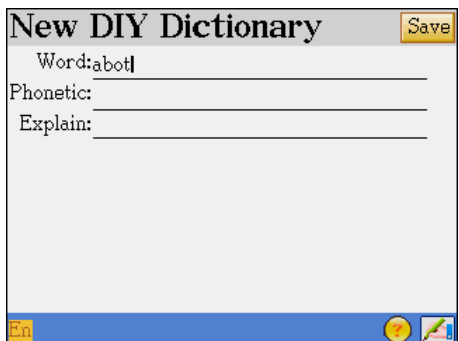 New DIY Dictionary Save
Word:abot
Phonetic:
Explain:
En ?